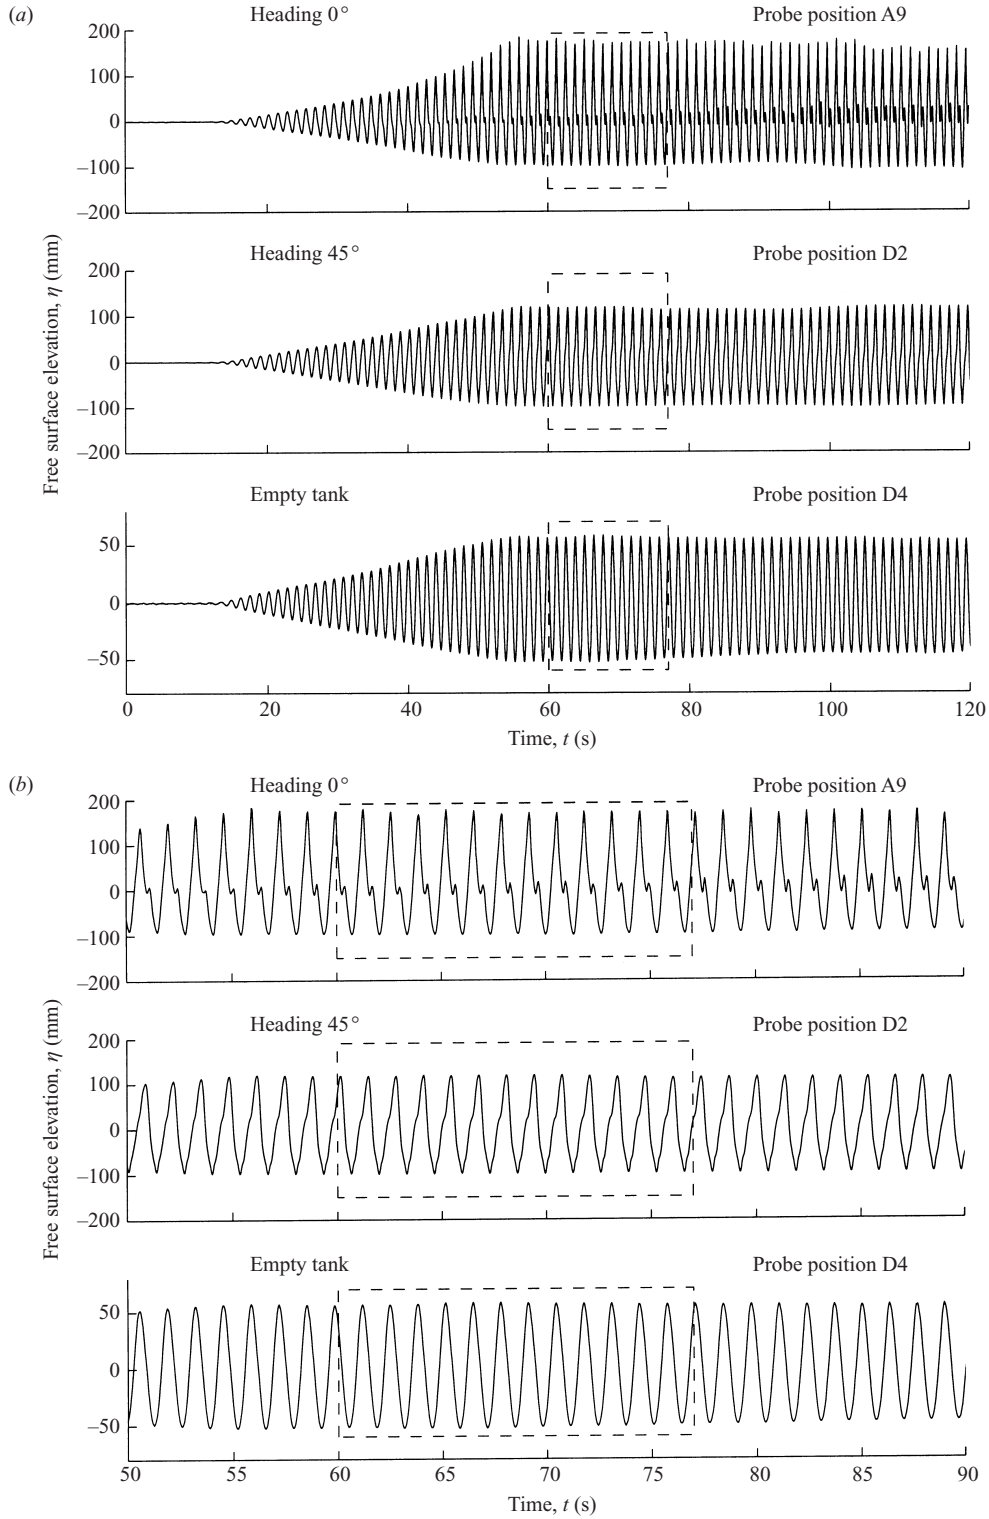 (a)
Heading 0° Probe position A9
200
100
0
–100
–200
Heading 45° Probe position D2
200
100
0
–100
–200
Free surface elevation, η (mm)
Empty tank Probe position D4
50
0
–50
0 20 40 60 80 100 120
Time, t (s)
(b)
Heading 0° Probe position A9
200
100
0
–100
–200
Heading 45° Probe position D2
200
100
0
–100
–200
Free surface elevation, η (mm)
Empty tank Probe position D4
50
0
–50
50 55 60 65 70 75 80 85 90
Time, t (s)